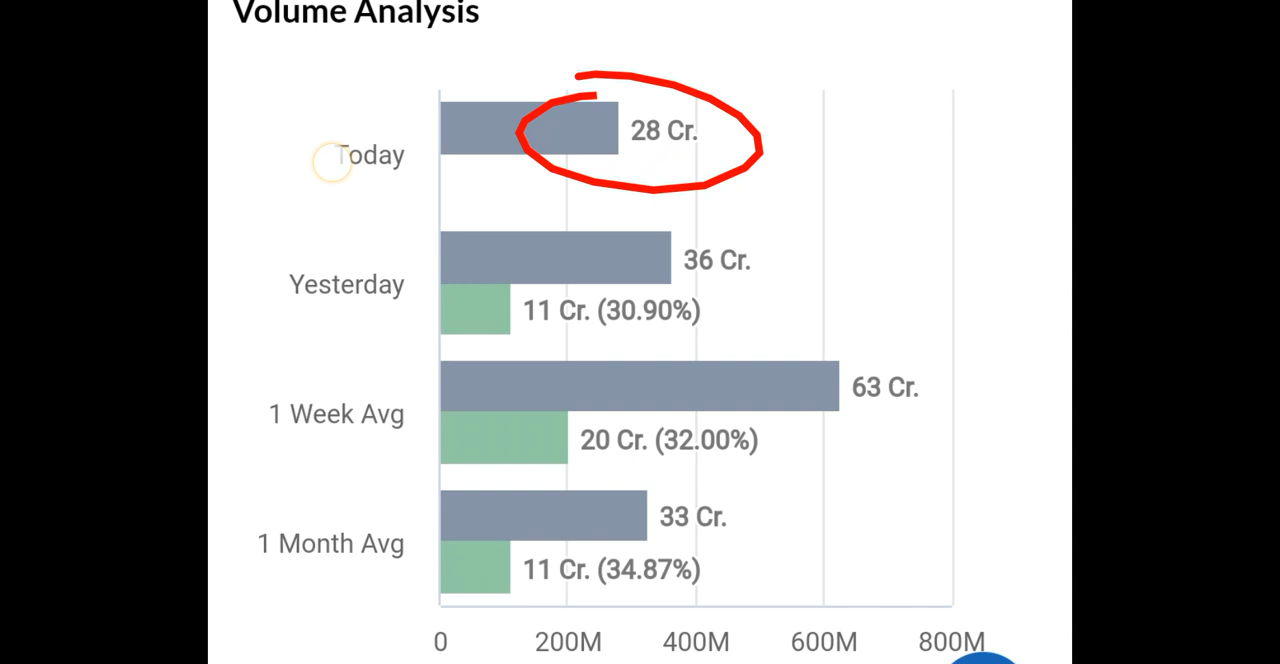 Volume Analysis
Today
28 Cr.
Yesterday
36 Cr.
11 Cr. (30.90%)
1 Week Avg
63 Cr.
20 Cr. (32.00%)
1 Month Avg
33 Cr.
11 Cr. (34.87%)
0 200M 400M 600M 800M